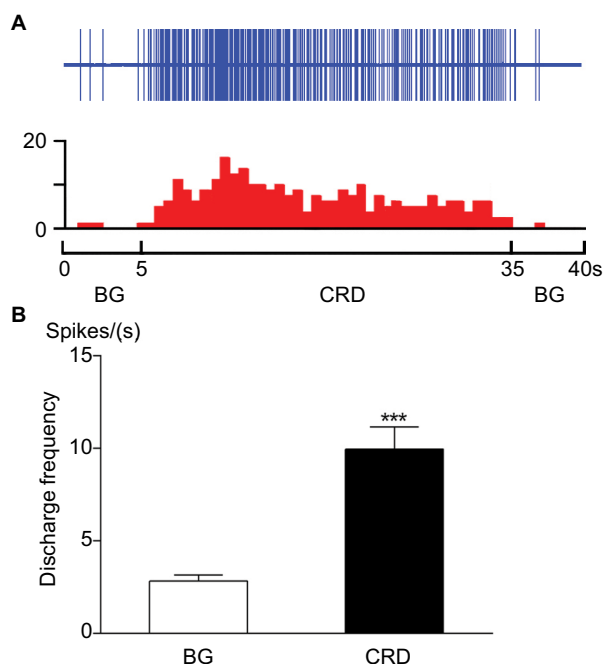 A
20
0
0 5 35 40s
BG CRD BG
B
Spikes/(s)
15
10
5
0
Discharge frequency
***
BG CRD